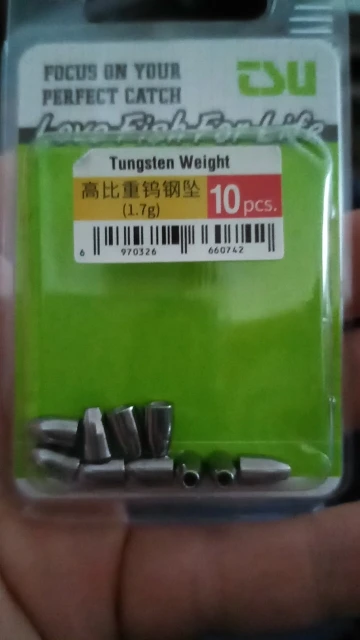 FOCUS ON YOUR
PERFECT CATCH
TSU
Love Fish For Life
Tungsten Weight
高比重钨钢坠
(1.7g)
10 pcs.
6 970326 660742